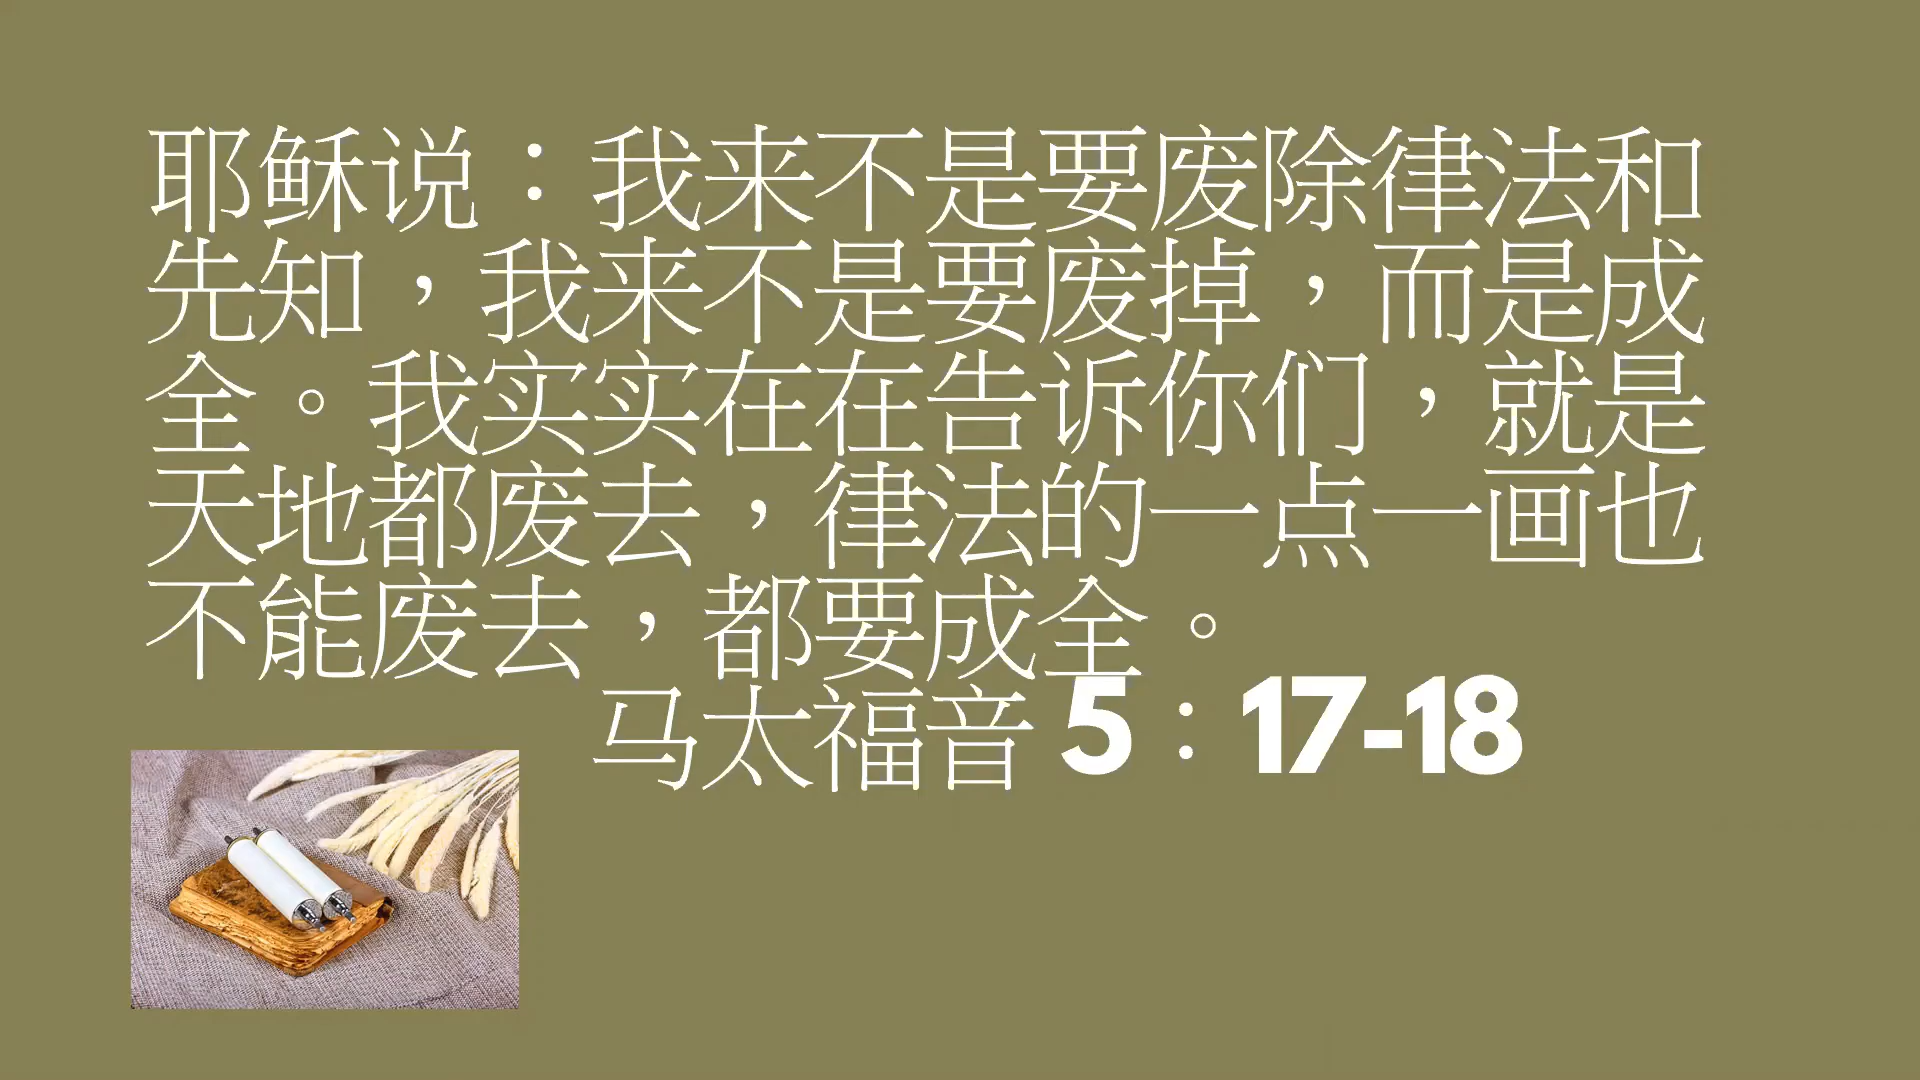 耶稣说：我来不是要废除律法和
先知，我来不是要废掉，而是成
全。我实实在在告诉你们，就是
天地都废去，律法的一点一画也
不能废去，都要成全。
马太福音 5：17-18